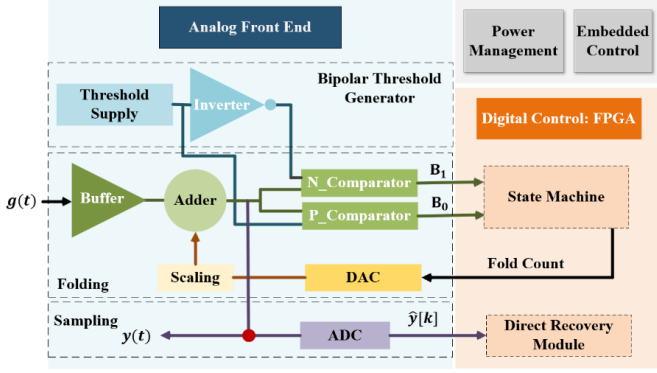 Analog Front End
Power
Management
Embedded
Control
Bipolar Threshold
Generator
Threshold
Supply
Inverter
Digital Control: FPGA
g(t)
Buffer
Adder
N_Comparator
P_Comparator
B₁
B₀
State Machine
Fold Count
Scaling
DAC
Folding
Sampling
y(t)
ADC
ŷ[k]
Direct Recovery
Module